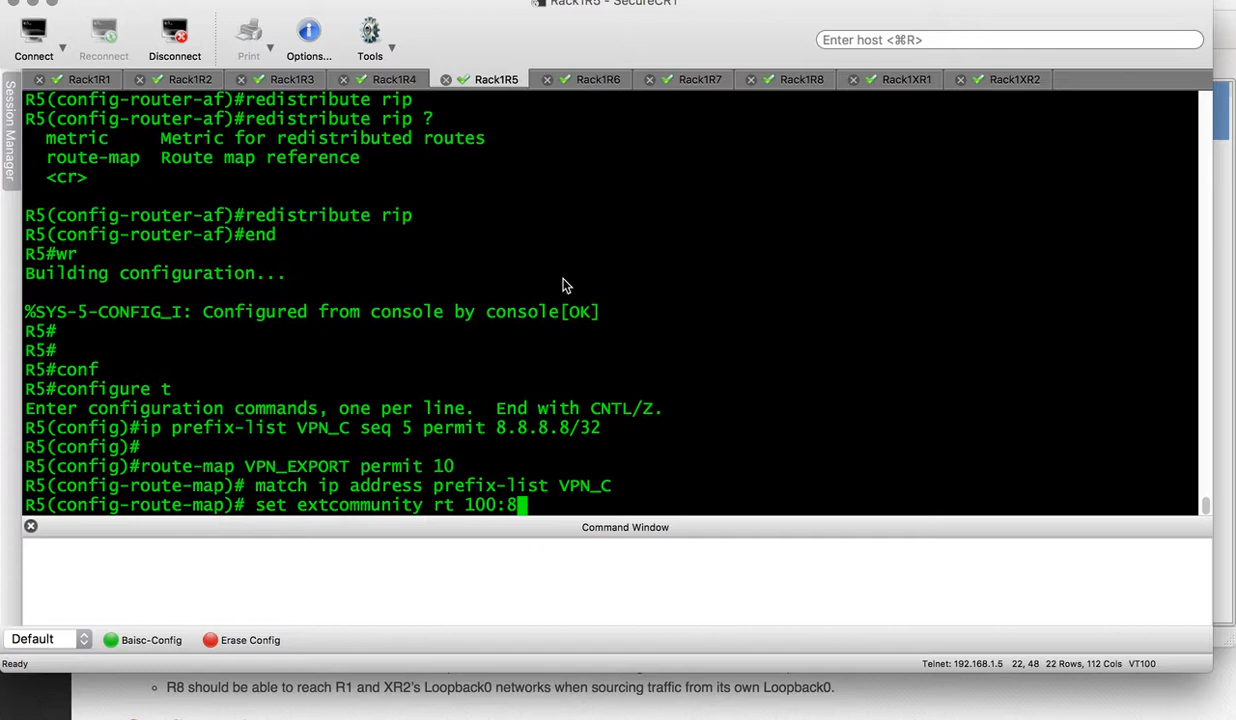 Rack1R5 - SecureCRT
Connect
Reconnect
Disconnect
Print
Options...
Tools
Enter host <⌘R>
Session Manager
Rack1R1
Rack1R2
Rack1R3
Rack1R4
Rack1R5
Rack1R6
Rack1R7
Rack1R8
Rack1XR1
Rack1XR2
R5(config-router-af)#redistribute rip
R5(config-router-af)#redistribute rip ?
metric Metric for redistributed routes
route-map Route map reference
<cr>
R5(config-router-af)#redistribute rip
R5(config-router-af)#end
R5#wr
Building configuration...
%SYS-5-CONFIG_I: Configured from console by console[OK]
R5#
R5#
R5#conf
R5#configure t
Enter configuration commands, one per line. End with CNTL/Z.
R5(config)#ip prefix-list VPN_C seq 5 permit 8.8.8.8/32
R5(config)#
R5(config)#route-map VPN_EXPORT permit 10
R5(config-route-map)# match ip address prefix-list VPN_C
R5(config-route-map)# set extcommunity rt 100:8
Command Window
Default
Baisc-Config
Erase Config
Ready
Telnet: 192.168.1.5 22, 48 22 Rows, 112 Cols VT100
R8 should be able to reach R1 and XR2's Loopback0 networks when sourcing traffic from its own Loopback0.